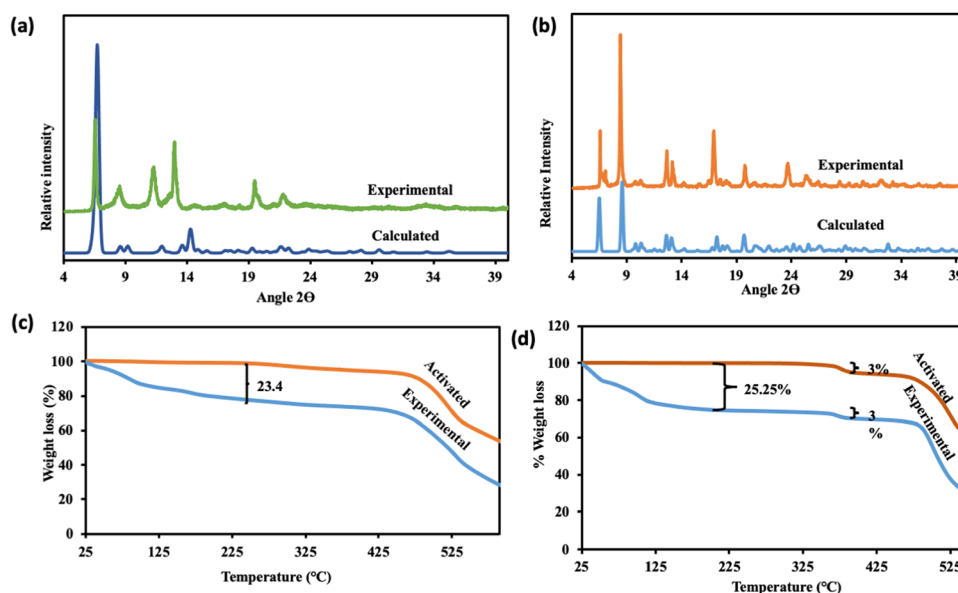 (a)
Relative intensity
Experimental
Calculated
4 9 14 19 24 29 34 39
Angle 2Θ
(b)
Relative Intensity
Experimental
Calculated
4 9 14 19 24 29 34 39
Angle 2Θ
(c)
Weight loss (%)
120
100
80
60
40
20
0
23.4
Activated
Experimental
25 125 225 325 425 525
Temperature (°C)
(d)
% Weight loss
120
100
80
60
40
20
0
25.25%
3%
3
%
Activated
Experimental
25 125 225 325 425 525
Temperature (°C)